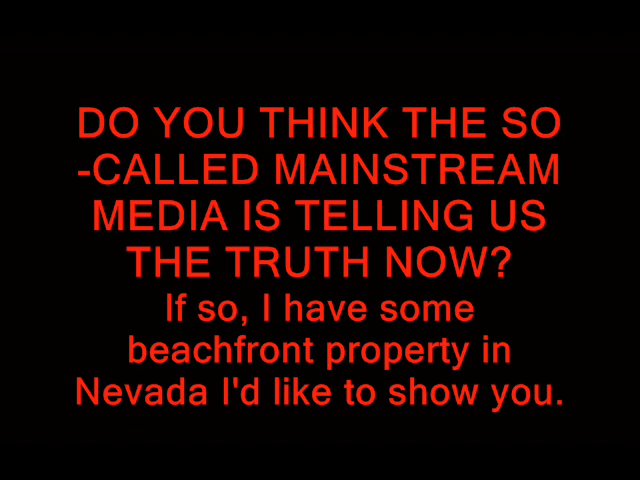 DO YOU THINK THE SO
-CALLED MAINSTREAM
MEDIA IS TELLING US
THE TRUTH NOW?
If so, I have some
beachfront property in
Nevada I'd like to show you.